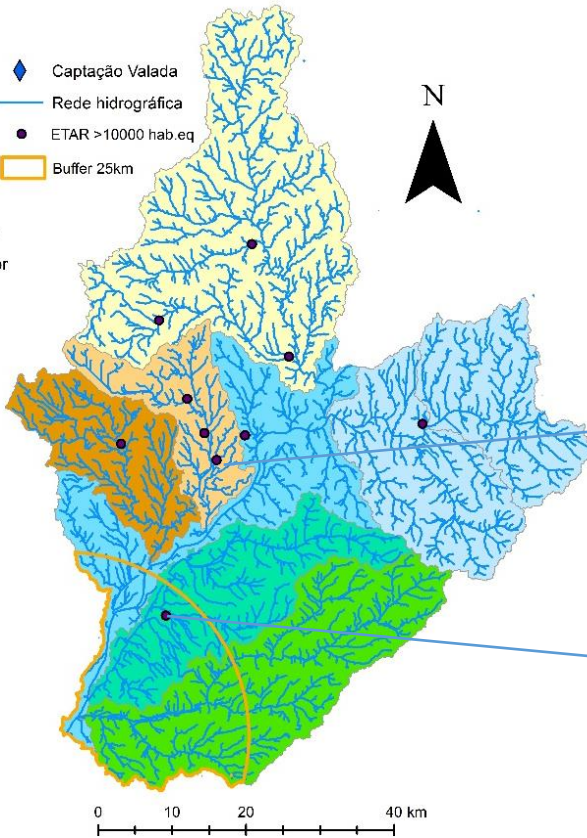 Captação Valada
Rede hidrográfica
ETAR >10000 hab.eq
Buffer 25km
N
0 10 20 40 km